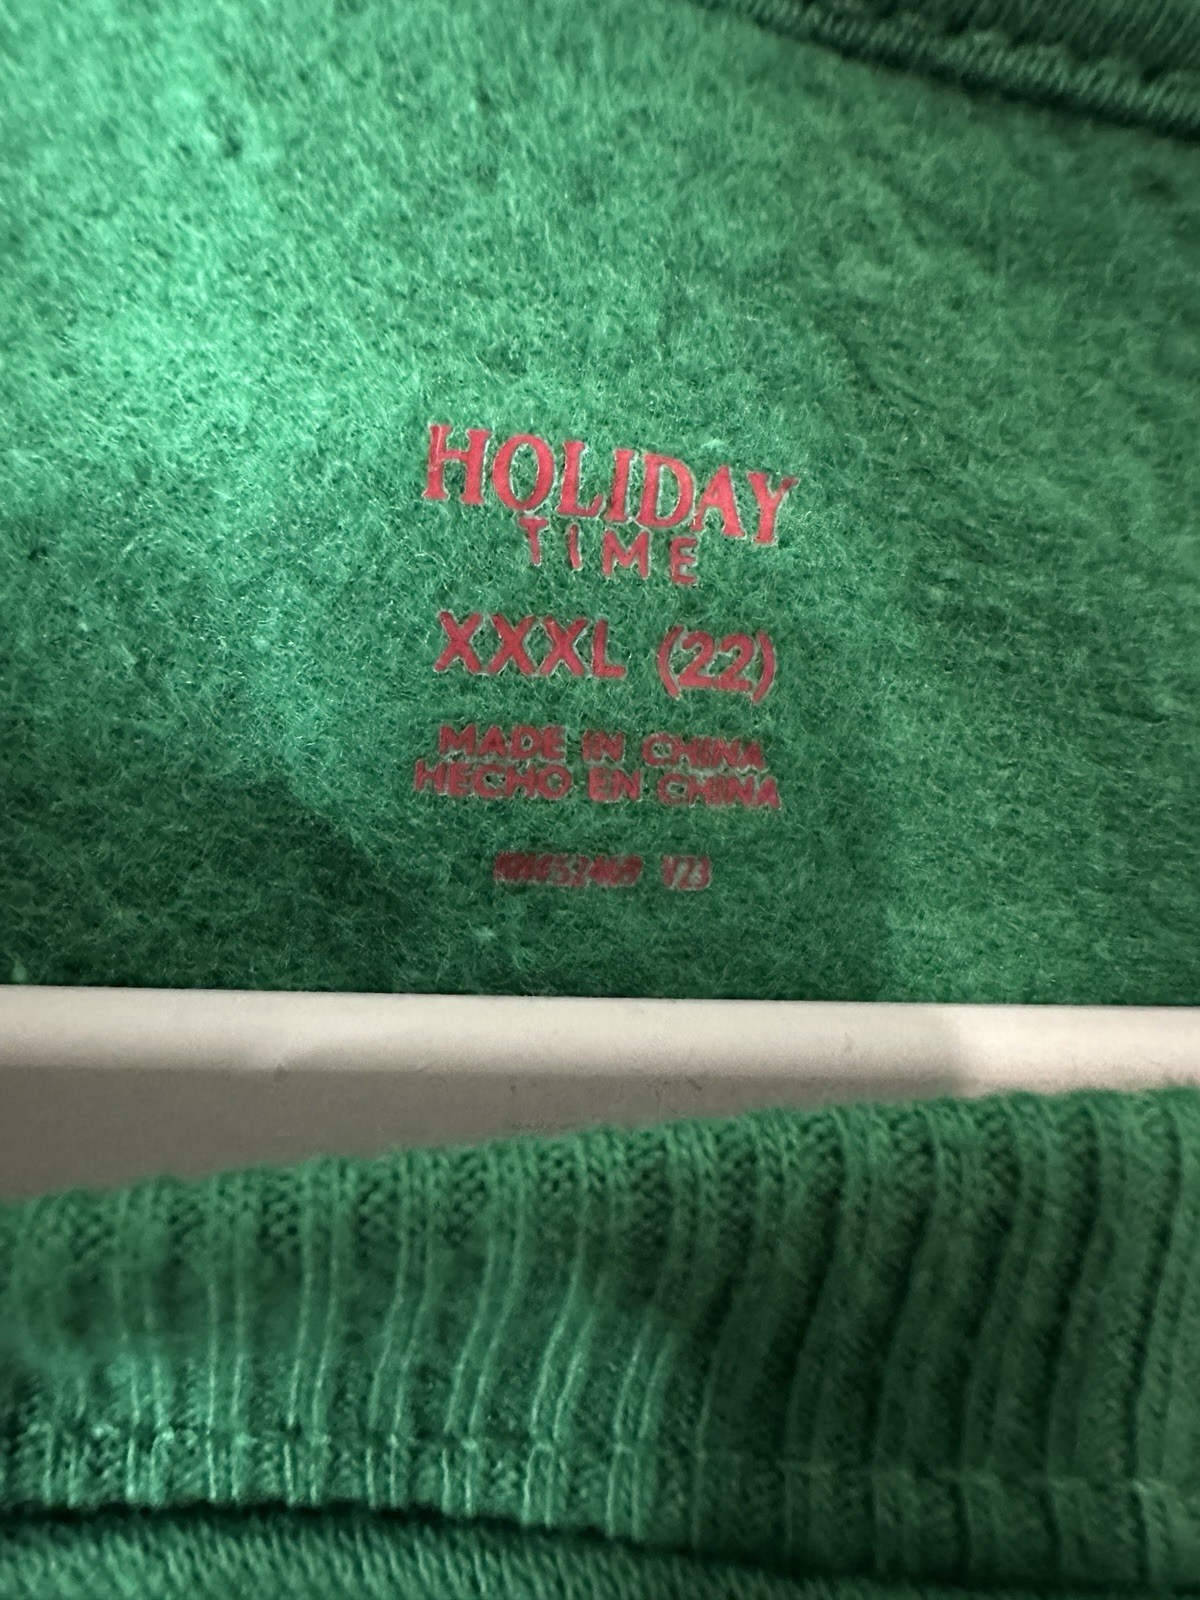 HOLIDAY
TIME
XXXL (22)
MADE IN CHINA
HECHO EN CHINA